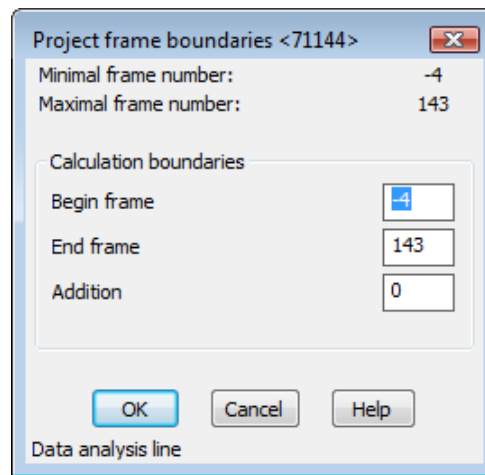 Project frame boundaries <71144>
Minimal frame number: -4
Maximal frame number: 143
Calculation boundaries
Begin frame -4
End frame 143
Addition 0
OK Cancel Help
Data analysis line